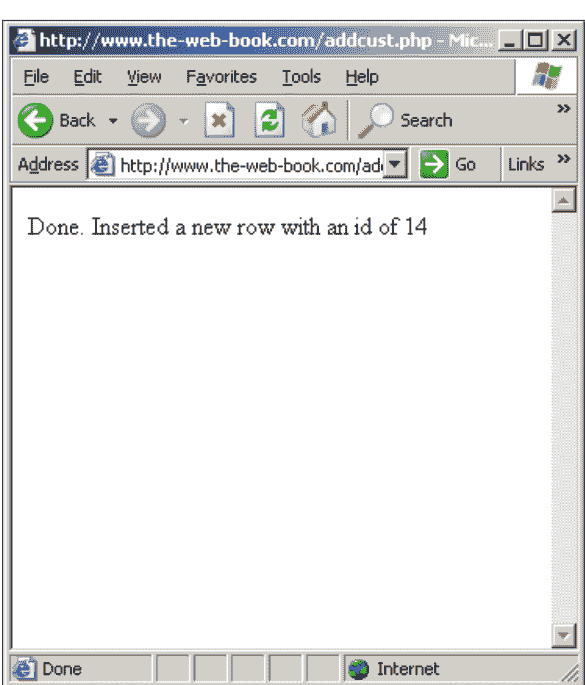 http://www.the-web-book.com/addcust.php - Mic...
File Edit View Favorites Tools Help
Back Search »
Address http://www.the-web-book.com/ad Go Links »
Done. Inserted a new row with an id of 14
Done Internet